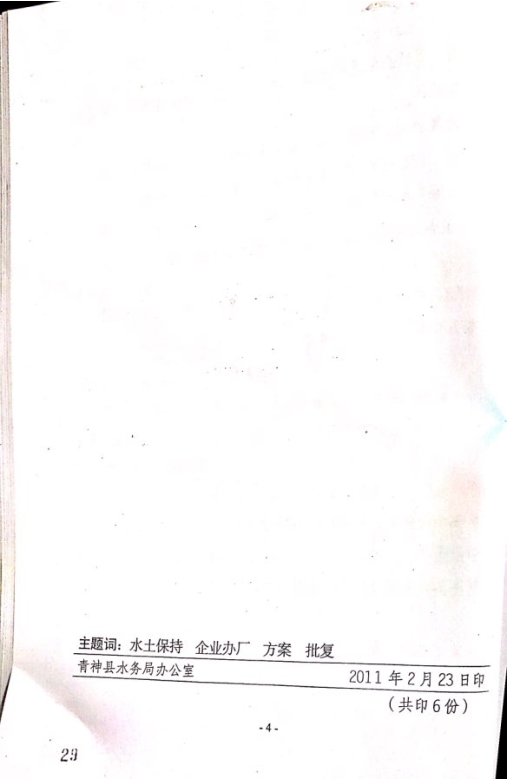 主题词：水土保持 企业办厂 方案 批复
青神县水务局办公室 2011年2月23日印
（共印6份）
-4-
29